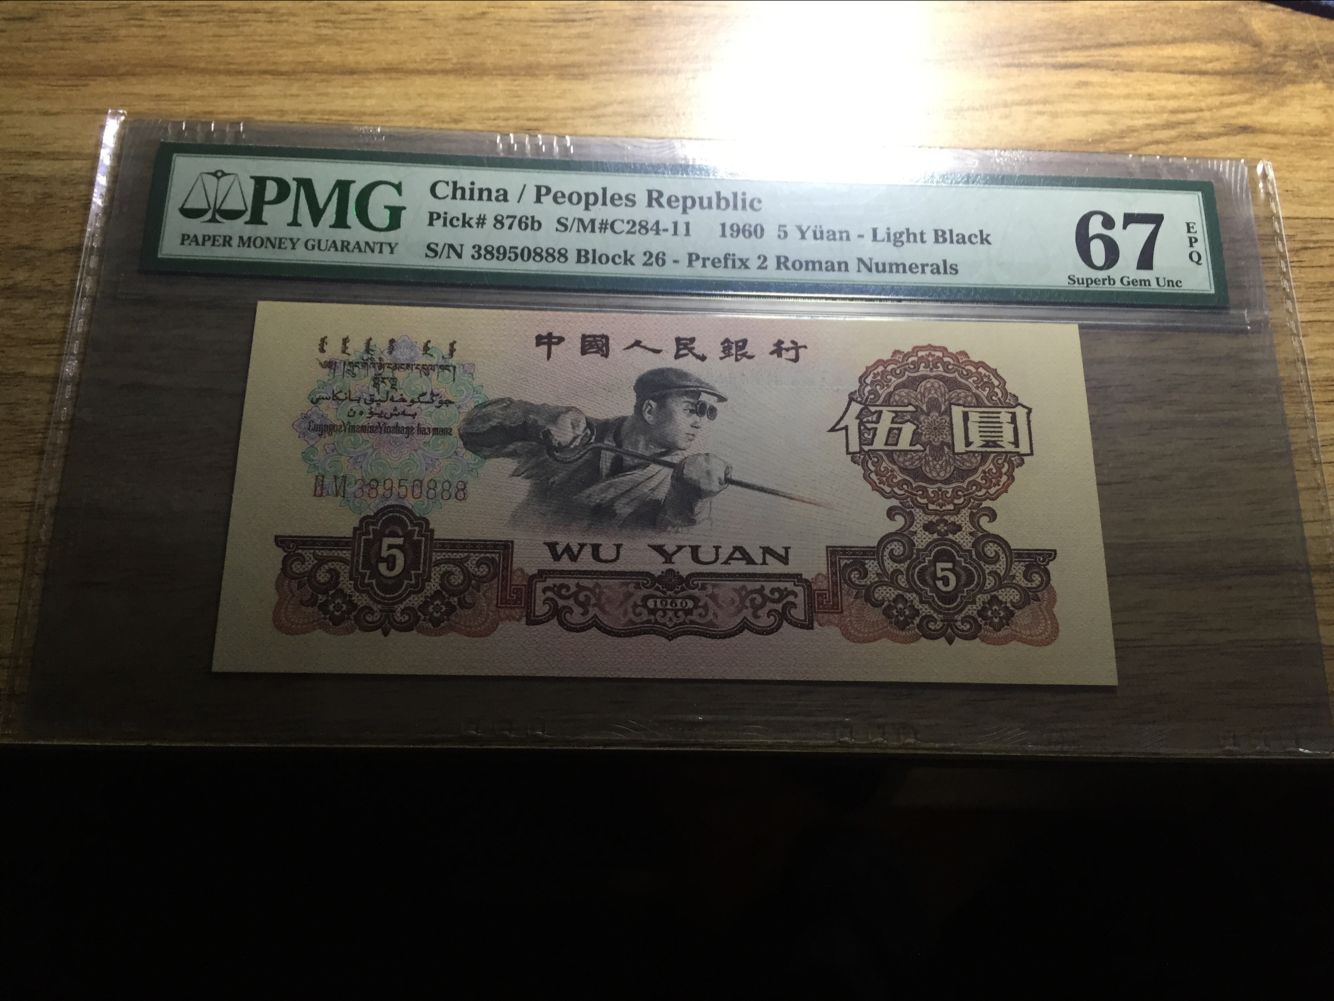 PMG
PAPER MONEY GUARANTY
China / Peoples Republic
Pick# 876b S/M#C284-11 1960 5 Yüan - Light Black
S/N 38950888 Block 26 - Prefix 2 Roman Numerals
67
EPQ
Superb Gem Unc
中國人民銀行
伍圓
38950888
5
WU YUAN
1960
5